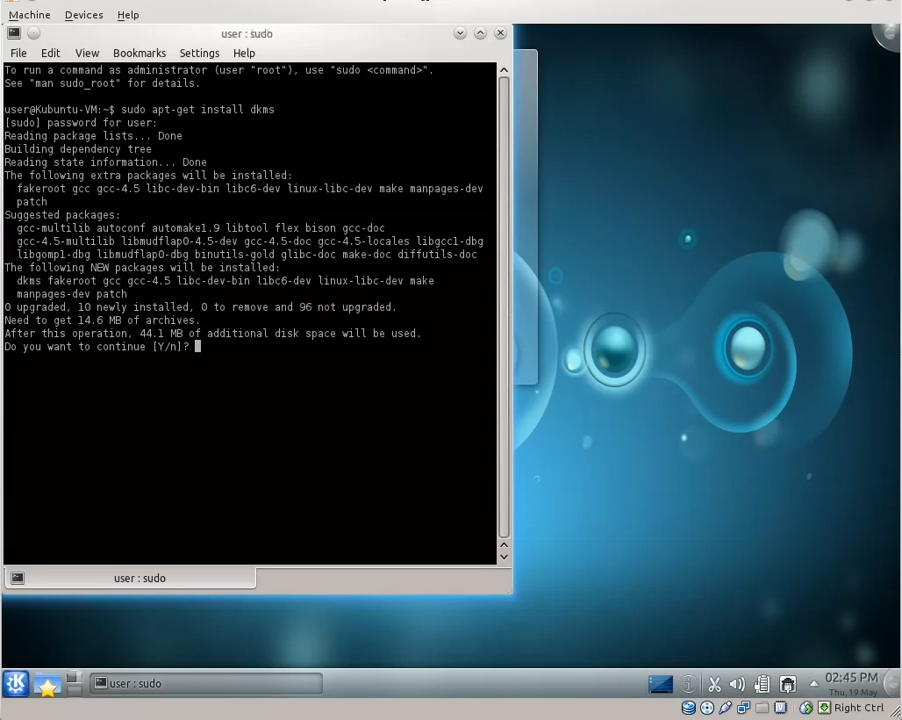 Machine Devices Help
user : sudo
File Edit View Bookmarks Settings Help
To run a command as administrator (user "root"), use "sudo <command>".
See "man sudo_root" for details.
user@Kubuntu-VM:~$ sudo apt-get install dkms
[sudo] password for user:
Reading package lists... Done
Building dependency tree
Reading state information... Done
The following extra packages will be installed:
fakeroot gcc gcc-4.5 libc-dev-bin libc6-dev linux-libc-dev make manpages-dev
patch
Suggested packages:
gcc-multilib autoconf automake1.9 libtool flex bison gcc-doc
gcc-4.5-multilib libmudflap0-4.5-dev gcc-4.5-doc gcc-4.5-locales libgcc1-dbg
libgomp1-dbg libmudflap0-dbg binutils-gold glibc-doc make-doc diffutils-doc
The following NEW packages will be installed:
dkms fakeroot gcc gcc-4.5 libc-dev-bin libc6-dev linux-libc-dev make
manpages-dev patch
0 upgraded, 10 newly installed, 0 to remove and 96 not upgraded.
Need to get 14.6 MB of archives.
After this operation, 44.1 MB of additional disk space will be used.
Do you want to continue [Y/n]?
user : sudo
user : sudo
02:45 PM
Thu, 19 May
Right Ctrl